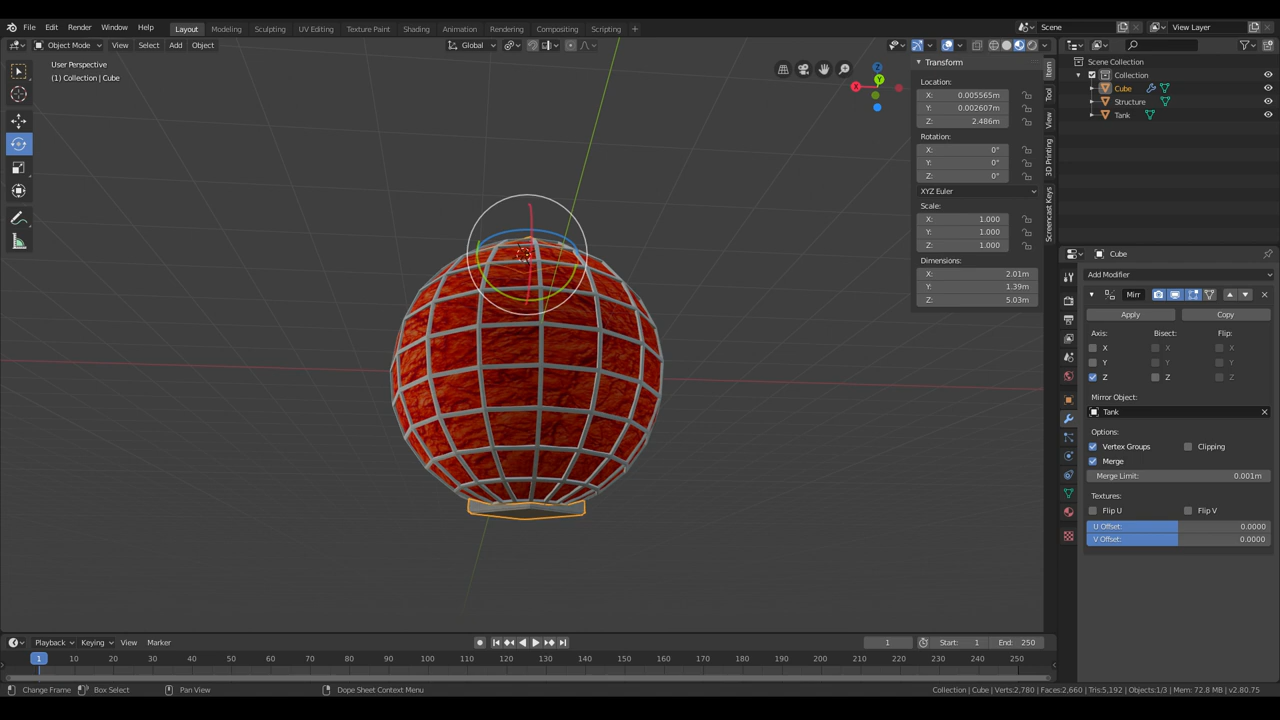 File Edit Render Window Help Layout Modeling Sculpting UV Editing Texture Paint Shading Animation Rendering Compositing Scripting + Scene View Layer
Object Mode View Select Add Object Global
User Perspective
(1) Collection | Cube
Z
Y
X
Transform
Location:
X: 0.005565m
Y: 0.002607m
Z: 2.486m
Rotation:
X: 0°
Y: 0°
Z: 0°
XYZ Euler
Scale:
X: 1.000
Y: 1.000
Z: 1.000
Dimensions:
X: 2.01m
Y: 1.39m
Z: 5.03m
Item
Tool
View
3D Printing
Screencast Keys
Scene Collection
Collection
Cube
Structure
Tank
Cube
Add Modifier
Mirr
Apply Copy
Axis: Bisect: Flip:
X X X
Y Y Y
Z Z Z
Mirror Object:
Tank
Options:
Vertex Groups Clipping
Merge
Merge Limit: 0.001m
Textures:
Flip U Flip V
U Offset: 0.0000
V Offset: 0.0000
Playback Keying View Marker 1 Start: 1 End: 250
1 10 20 30 40 50 60 70 80 90 100 110 120 130 140 150 160 170 180 190 200 210 220 230 240 250
Change Frame Box Select Pan View Dope Sheet Context Menu Collection | Cube | Verts:2,780 | Faces:2,660 | Tris:5,192 | Objects:1/3 | Mem: 72.8 MB | v2.80.75